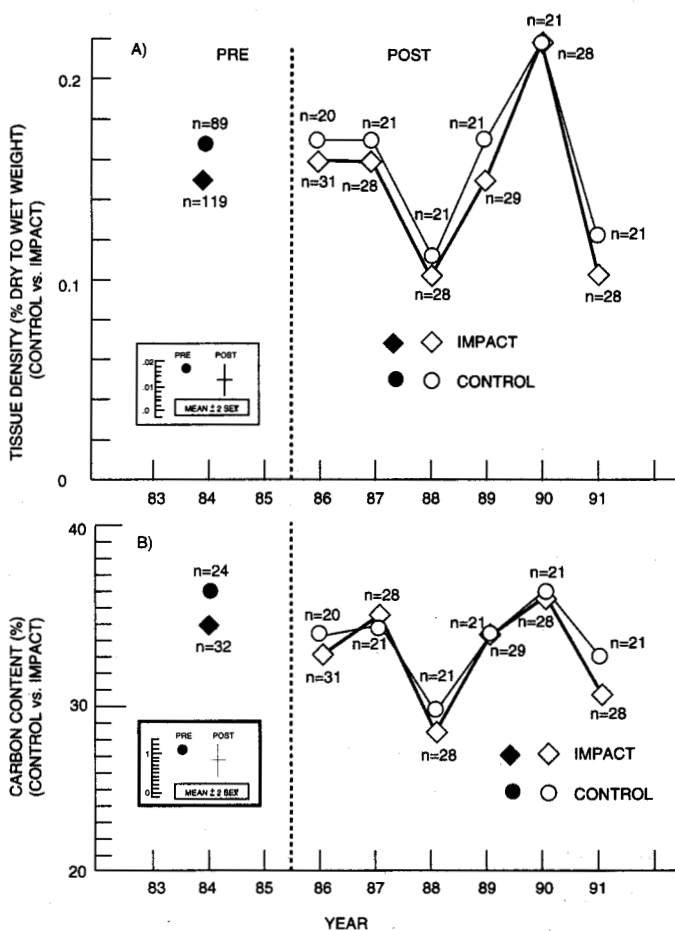 A)
PRE
POST
TISSUE DENSITY (% DRY TO WET WEIGHT)
(CONTROL vs. IMPACT)
0.2
0.1
0
n=89
n=119
n=20
n=31
n=21
n=28
n=21
n=28
n=21
n=29
n=21
n=28
n=21
n=28
IMPACT
CONTROL
PRE POST
.02
.01
.0
MEAN ± 2 SEX̅
83 84 85 86 87 88 89 90 91
B)
CARBON CONTENT (%)
(CONTROL vs. IMPACT)
40
30
20
n=24
n=32
n=20
n=31
n=28
n=21
n=21
n=28
n=21
n=29
n=21
n=28
n=21
n=28
IMPACT
CONTROL
PRE POST
1
0
MEAN ± 2 SEX̅
83 84 85 86 87 88 89 90 91
YEAR